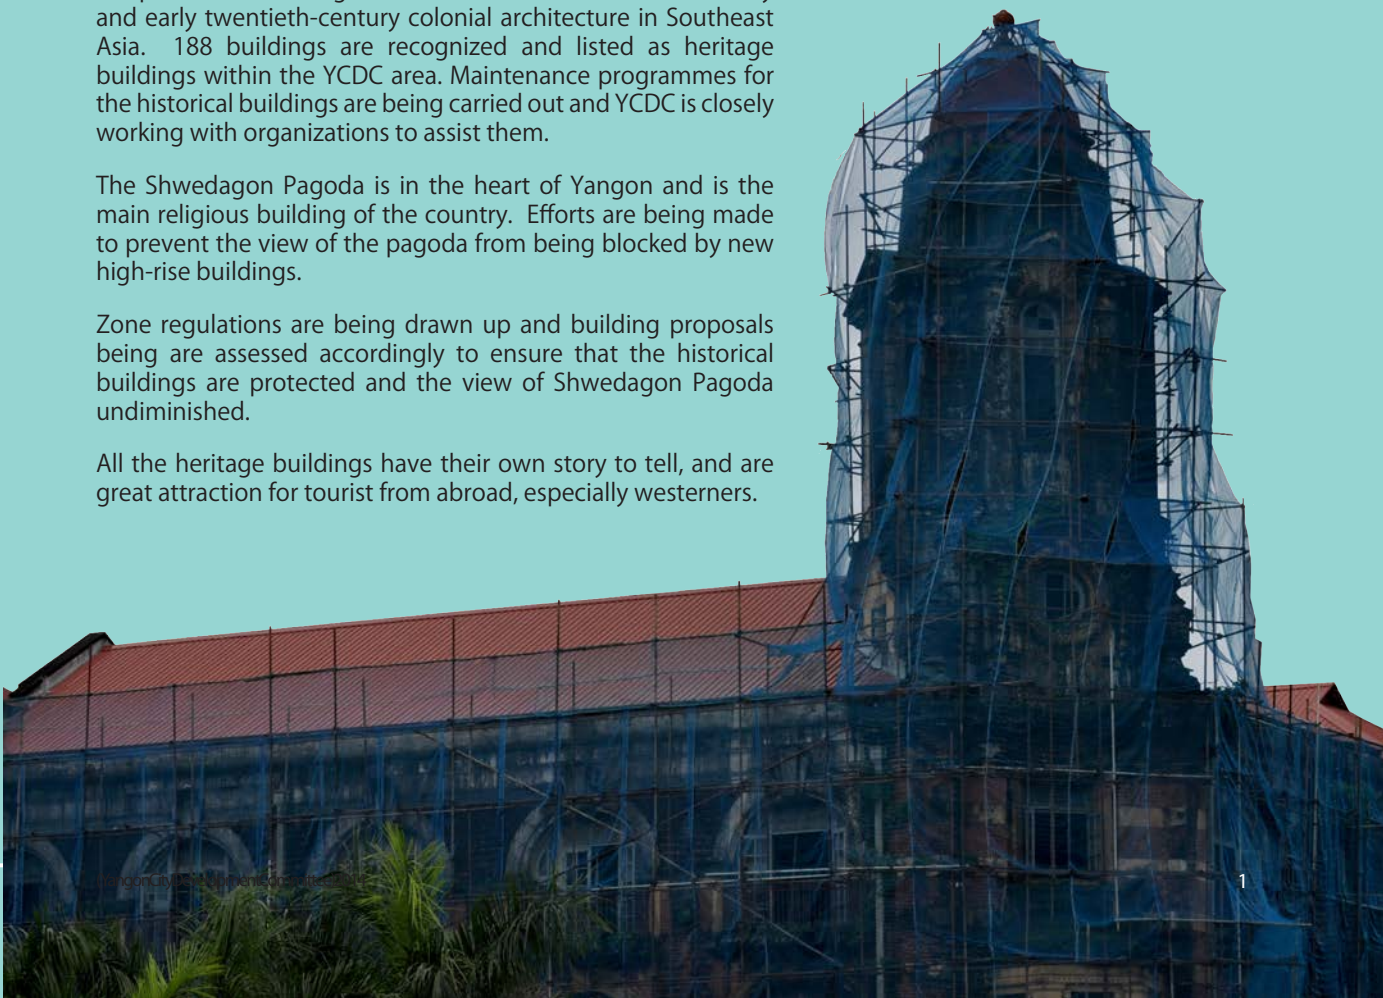 and early twentieth-century colonial architecture in Southeast
Asia. 188 buildings are recognized and listed as heritage
buildings within the YCDC area. Maintenance programmes for
the historical buildings are being carried out and YCDC is closely
working with organizations to assist them.
The Shwedagon Pagoda is in the heart of Yangon and is the
main religious building of the country. Efforts are being made
to prevent the view of the pagoda from being blocked by new
high-rise buildings.
Zone regulations are being drawn up and building proposals
being are assessed accordingly to ensure that the historical
buildings are protected and the view of Shwedagon Pagoda
undiminished.
All the heritage buildings have their own story to tell, and are
great attraction for tourist from abroad, especially westerners.
1